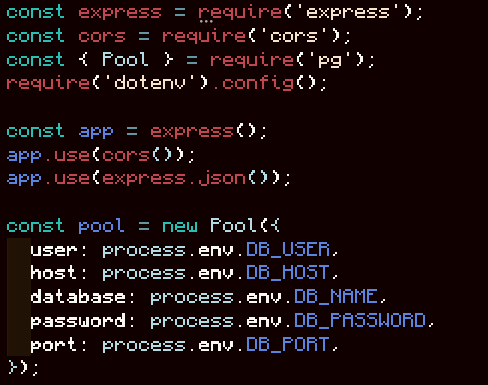 const express = require('express');
const cors = require('cors');
const { Pool } = require('pg');
require('dotenv').config();

const app = express();
app.use(cors());
app.use(express.json());

const pool = new Pool({
  user: process.env.DB_USER,
  host: process.env.DB_HOST,
  database: process.env.DB_NAME,
  password: process.env.DB_PASSWORD,
  port: process.env.DB_PORT,
});